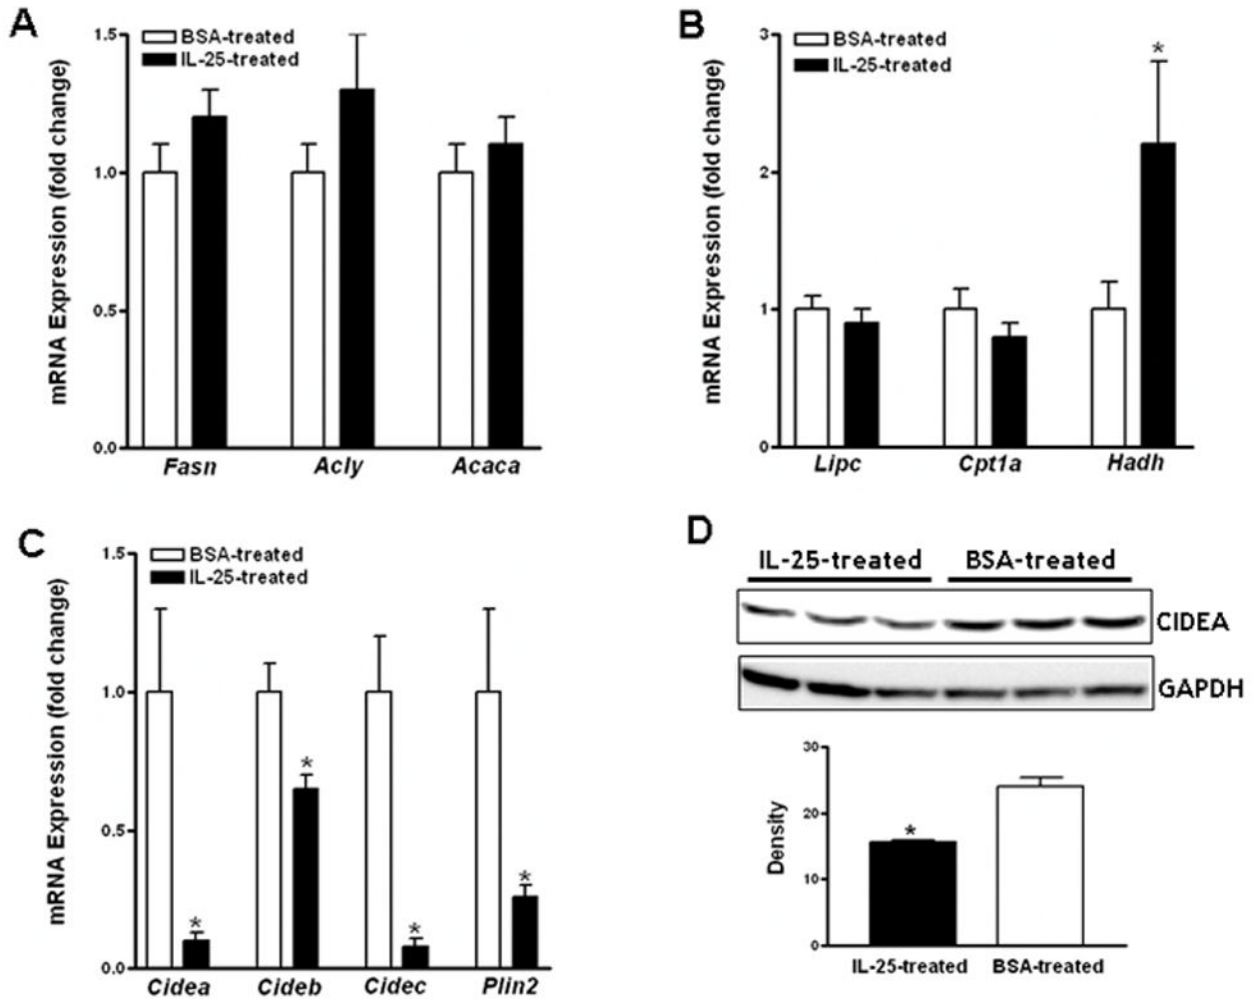 A
BSA-treated
IL-25-treated
mRNA Expression (fold change)
1.5
1.0
0.5
0.0
Fasn Acly Acaca
B
BSA-treated
IL-25-treated
mRNA Expression (fold change)
3
2
1
0
*
Lipc Cpt1a Hadh
C
BSA-treated
IL-25-treated
mRNA Expression (fold change)
1.5
1.0
0.5
0.0
* * * *
Cidea Cideb Cidec Plin2
D
IL-25-treated BSA-treated
CIDEA
GAPDH
Density
30
20
10
0
*
IL-25-treated BSA-treated